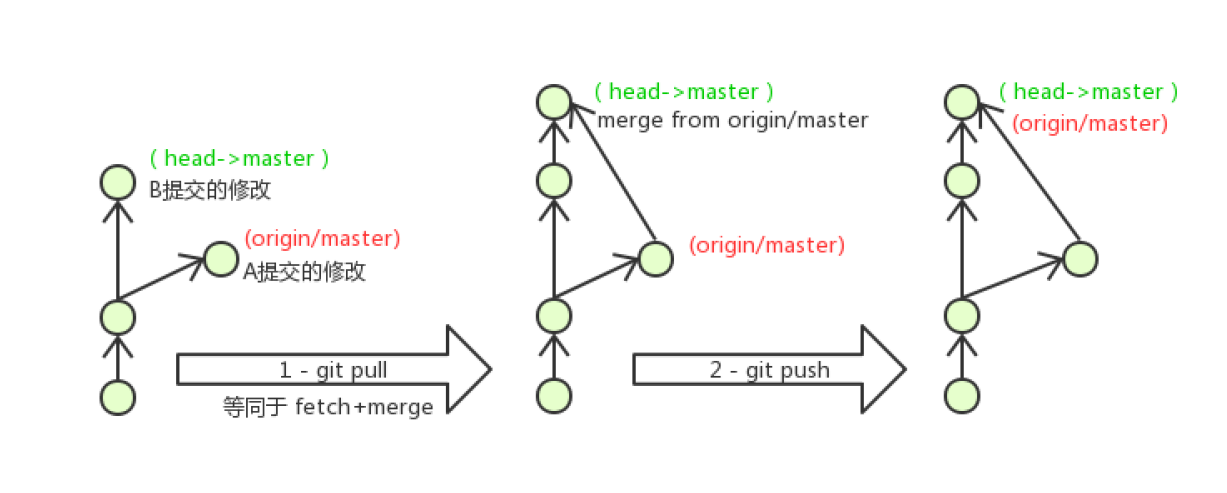 ( head->master )
B提交的修改
(origin/master)
A提交的修改
1 - git pull
等同于 fetch+merge
( head->master )
merge from origin/master
(origin/master)
2 - git push
( head->master )
(origin/master)